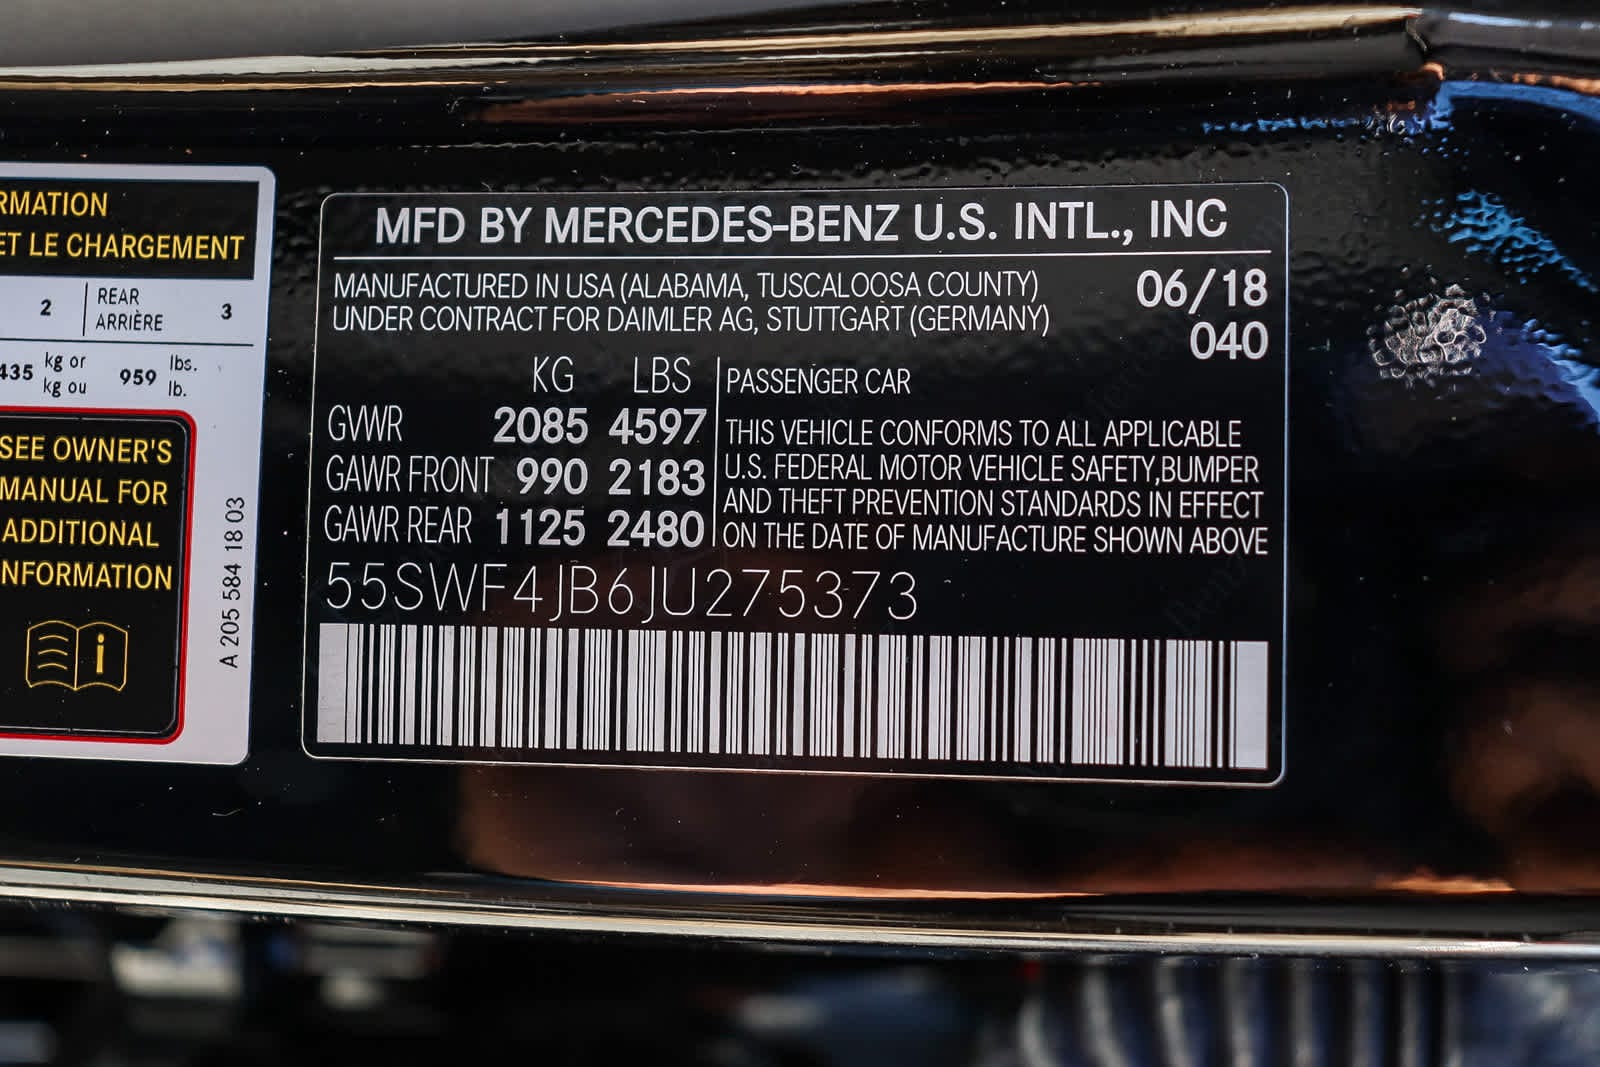 RMATION
ET LE CHARGEMENT
2 REAR ARRIÈRE 3
435 kg or kg ou 959 lbs. lb.
SEE OWNER'S
MANUAL FOR
ADDITIONAL
NFORMATION
i
A 205 584 18 03
MFD BY MERCEDES-BENZ U.S. INTL., INC
MANUFACTURED IN USA (ALABAMA, TUSCALOOSA COUNTY) 06/18
UNDER CONTRACT FOR DAIMLER AG, STUTTGART (GERMANY) 040
KG LBS
GVWR 2085 4597
GAWR FRONT 990 2183
GAWR REAR 1125 2480
PASSENGER CAR
THIS VEHICLE CONFORMS TO ALL APPLICABLE
U.S. FEDERAL MOTOR VEHICLE SAFETY,BUMPER
AND THEFT PREVENTION STANDARDS IN EFFECT
ON THE DATE OF MANUFACTURE SHOWN ABOVE
55SWF4JB6JU275373